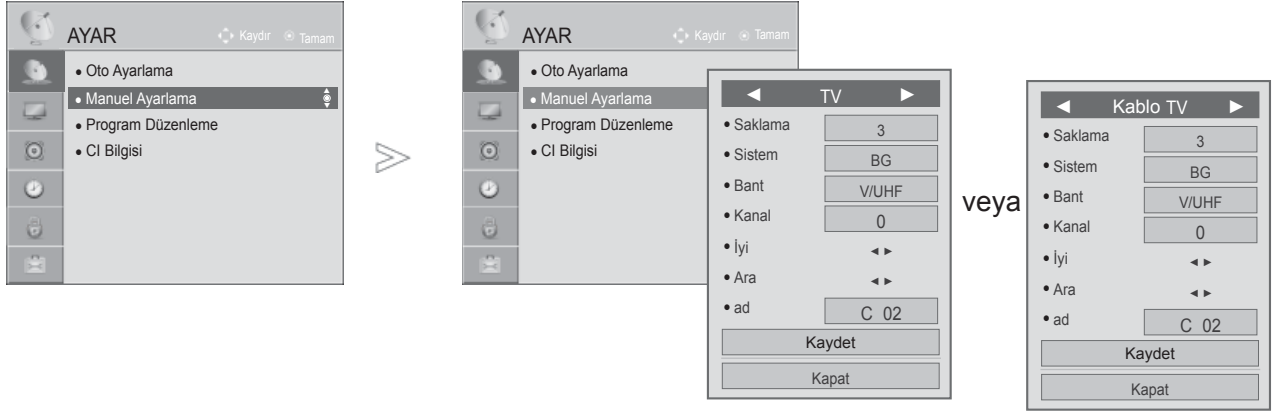 AYAR
Kaydır
Tamam
• Oto Ayarlama
• Manuel Ayarlama
• Program Düzenleme
• CI Bilgisi
AYAR
Kaydır
Tamam
• Oto Ayarlama
• Manuel Ayarlama
• Program Düzenleme
• CI Bilgisi
◄ TV ►
• Saklama 3
• Sistem BG
• Bant V/UHF
• Kanal 0
• İyi ◄ ►
• Ara ◄ ►
• ad C 02
Kaydet
Kapat
veya
◄ Kablo TV ►
• Saklama 3
• Sistem BG
• Bant V/UHF
• Kanal 0
• İyi ◄ ►
• Ara ◄ ►
• ad C 02
Kaydet
Kapat